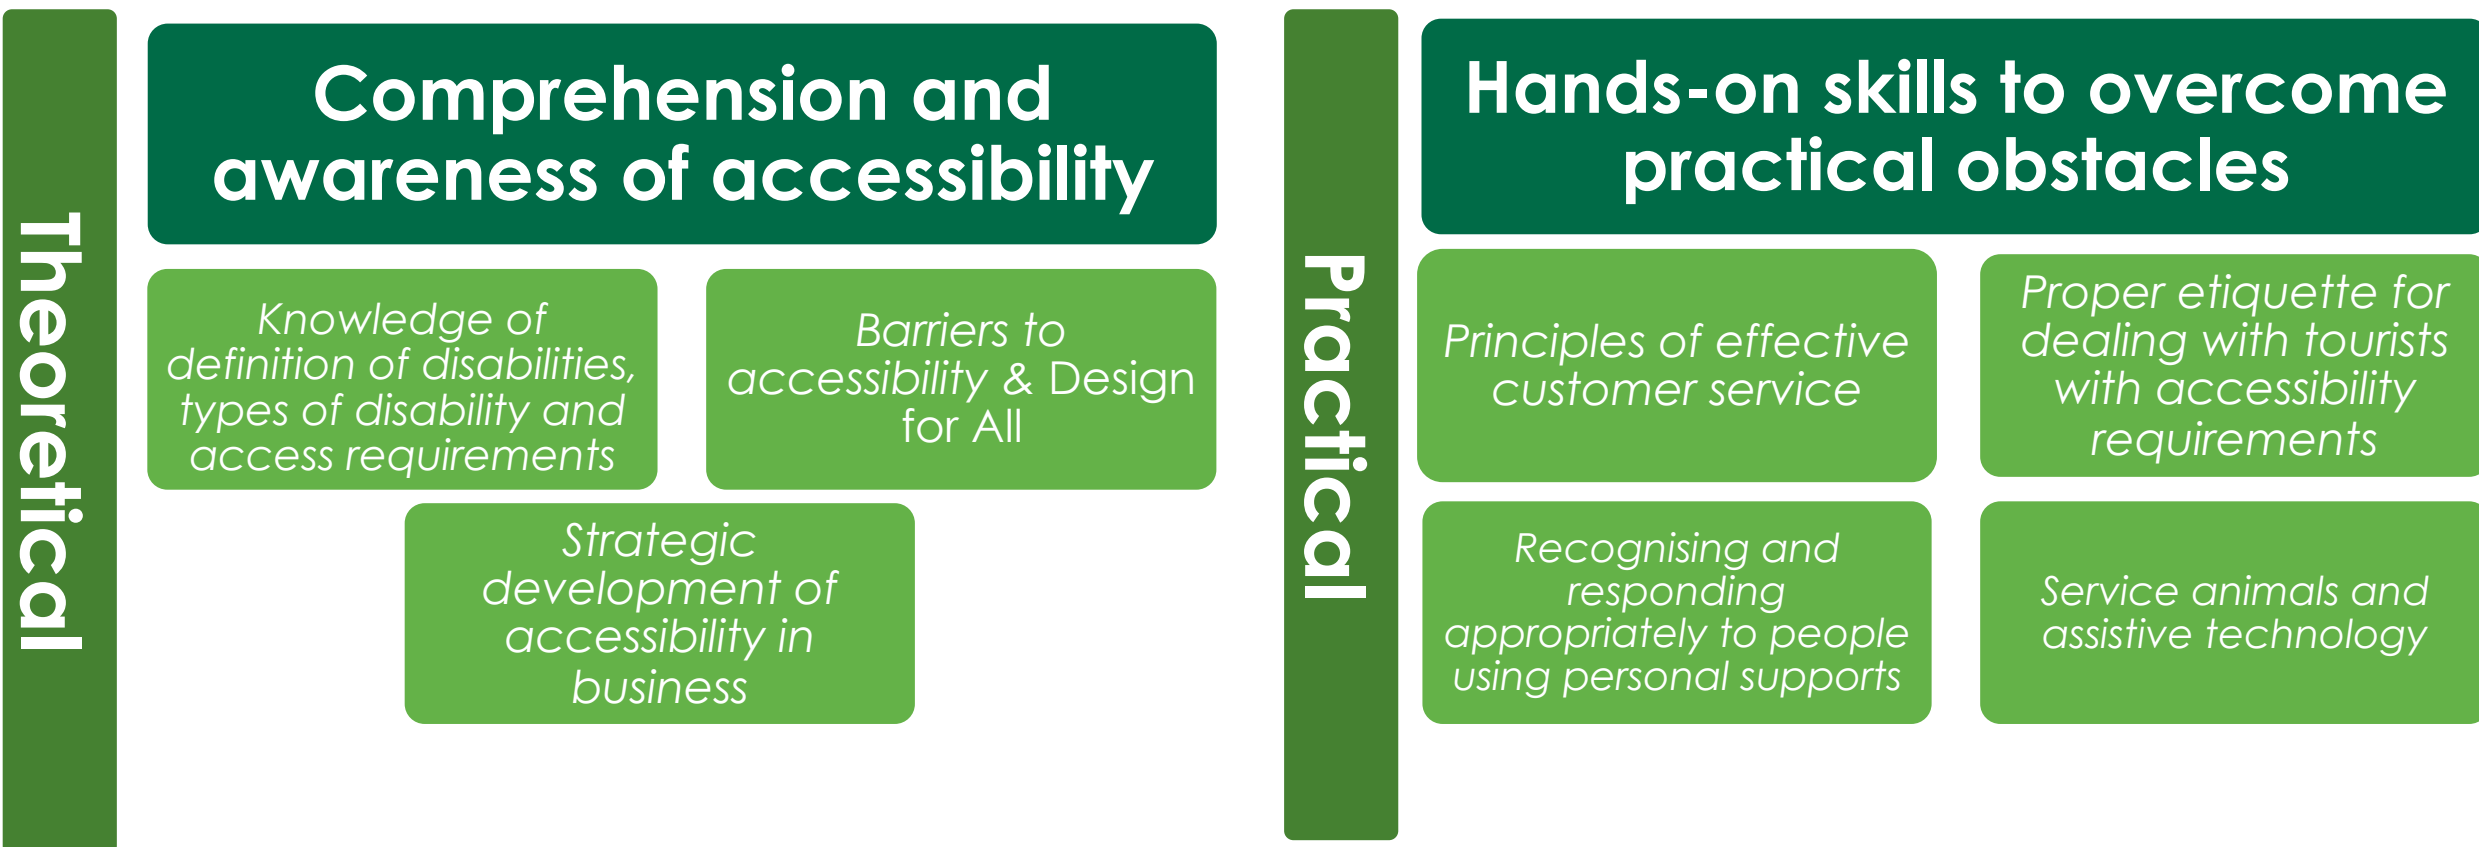 Theoretical
Comprehension and
awareness of accessibility
Knowledge of
definition of disabilities,
types of disability and
access requirements
Barriers to
accessibility & Design
for All
Strategic
development of
accessibility in
business
Practical
Hands-on skills to overcome
practical obstacles
Principles of effective
customer service
Proper etiquette for
dealing with tourists
with accessibility
requirements
Recognising and
responding
appropriately to people
using personal supports
Service animals and
assistive technology